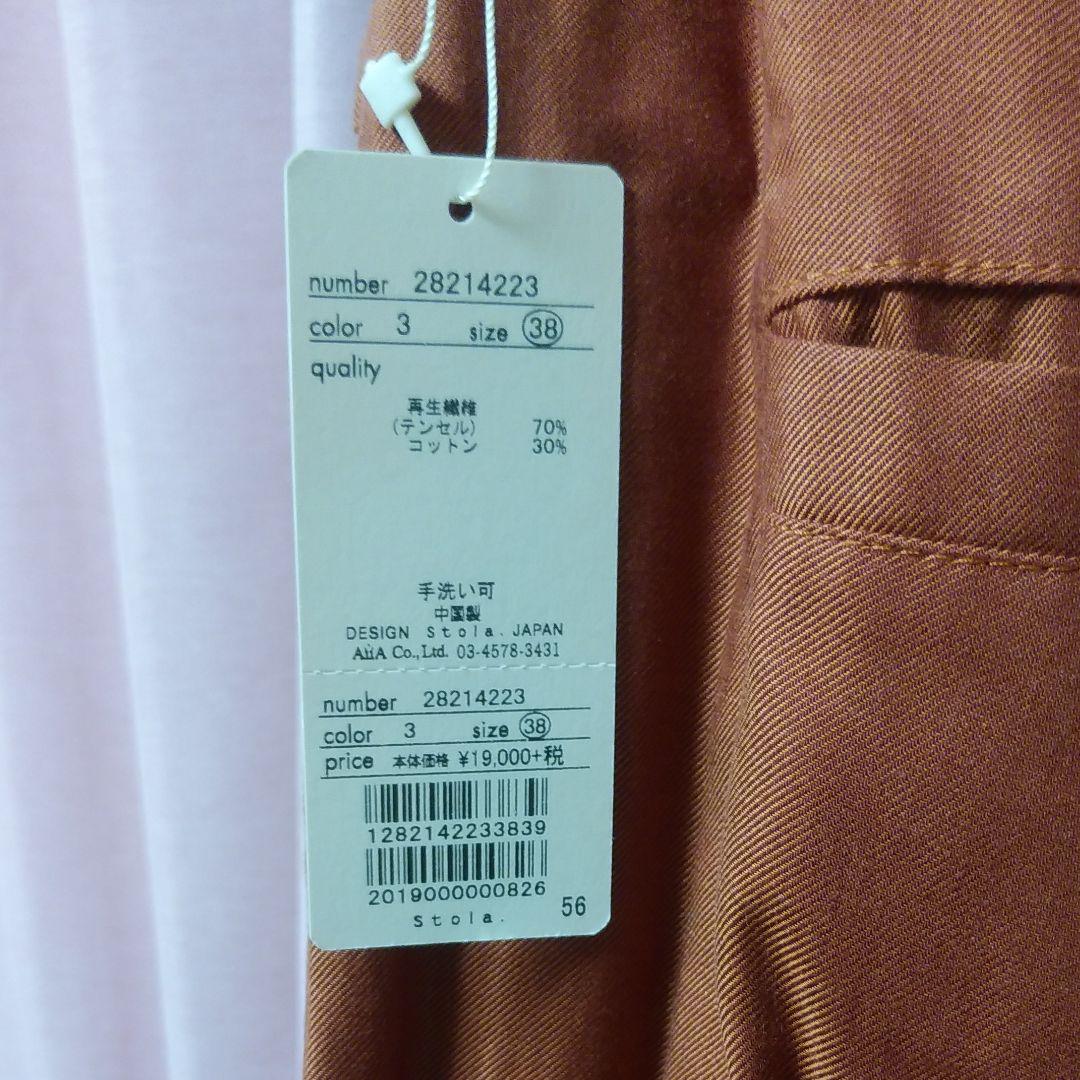 number 28214223
color 3 size 38
quality
再生繊維
(テンセル) 70%
コットン 30%
手洗い可
中国製
DESIGN Stola. JAPAN
AііA Co.,Ltd. 03-4578-3431
number 28214223
color 3 size 38
price 本体価格 ¥19,000+税
1282142233839
2019000000826
Stola. 56